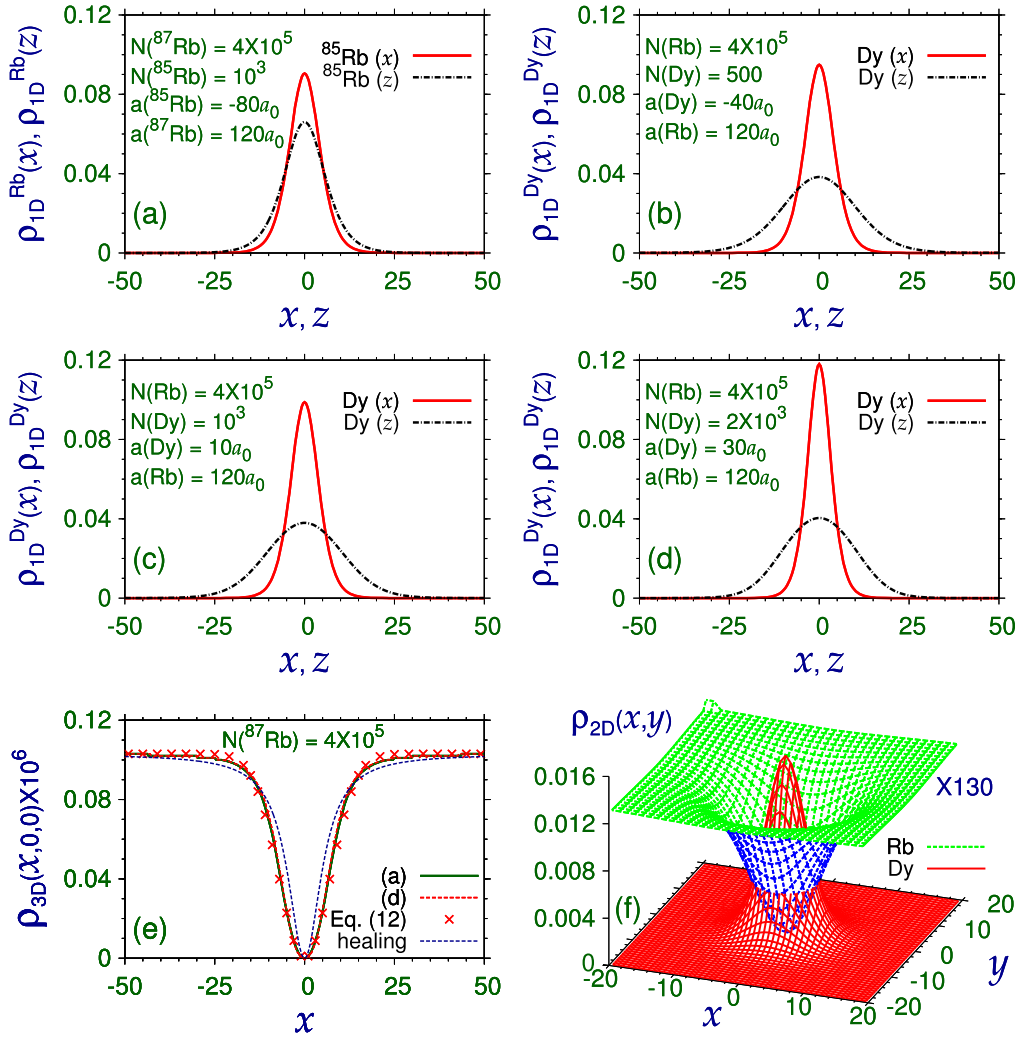 ρ1D^Rb(x), ρ1D^Rb(z)
0.12
0.08
0.04
0
N(⁸⁷Rb) = 4X10⁵
N(⁸⁵Rb) = 10³
a(⁸⁵Rb) = -80a₀
a(⁸⁷Rb) = 120a₀
⁸⁵Rb (x)
⁸⁵Rb (z)
(a)
-50 -25 0 25 50
x, z
ρ1D^Dy(x), ρ1D^Dy(z)
0.12
0.08
0.04
0
N(Rb) = 4X10⁵
N(Dy) = 500
a(Dy) = -40a₀
a(Rb) = 120a₀
Dy (x)
Dy (z)
(b)
-50 -25 0 25 50
x, z
ρ1D^Dy(x), ρ1D^Dy(z)
0.12
0.08
0.04
0
N(Rb) = 4X10⁵
N(Dy) = 10³
a(Dy) = 10a₀
a(Rb) = 120a₀
Dy (x)
Dy (z)
(c)
-50 -25 0 25 50
x, z
ρ1D^Dy(x), ρ1D^Dy(z)
0.12
0.08
0.04
0
N(Rb) = 4X10⁵
N(Dy) = 2X10³
a(Dy) = 30a₀
a(Rb) = 120a₀
Dy (x)
Dy (z)
(d)
-50 -25 0 25 50
x, z
ρ3D(x,0,0)X10⁶
0.12
0.08
0.04
0
N(⁸⁷Rb) = 4X10⁵
(a)
(d)
Eq. (12)
healing
(e)
-50 -25 0 25 50
x
ρ2D(x,y)
0.016
0.012
0.008
0.004
0
X130
Rb
Dy
(f)
-20 -10 0 10 20
x
20
10
0
-10
-20
y